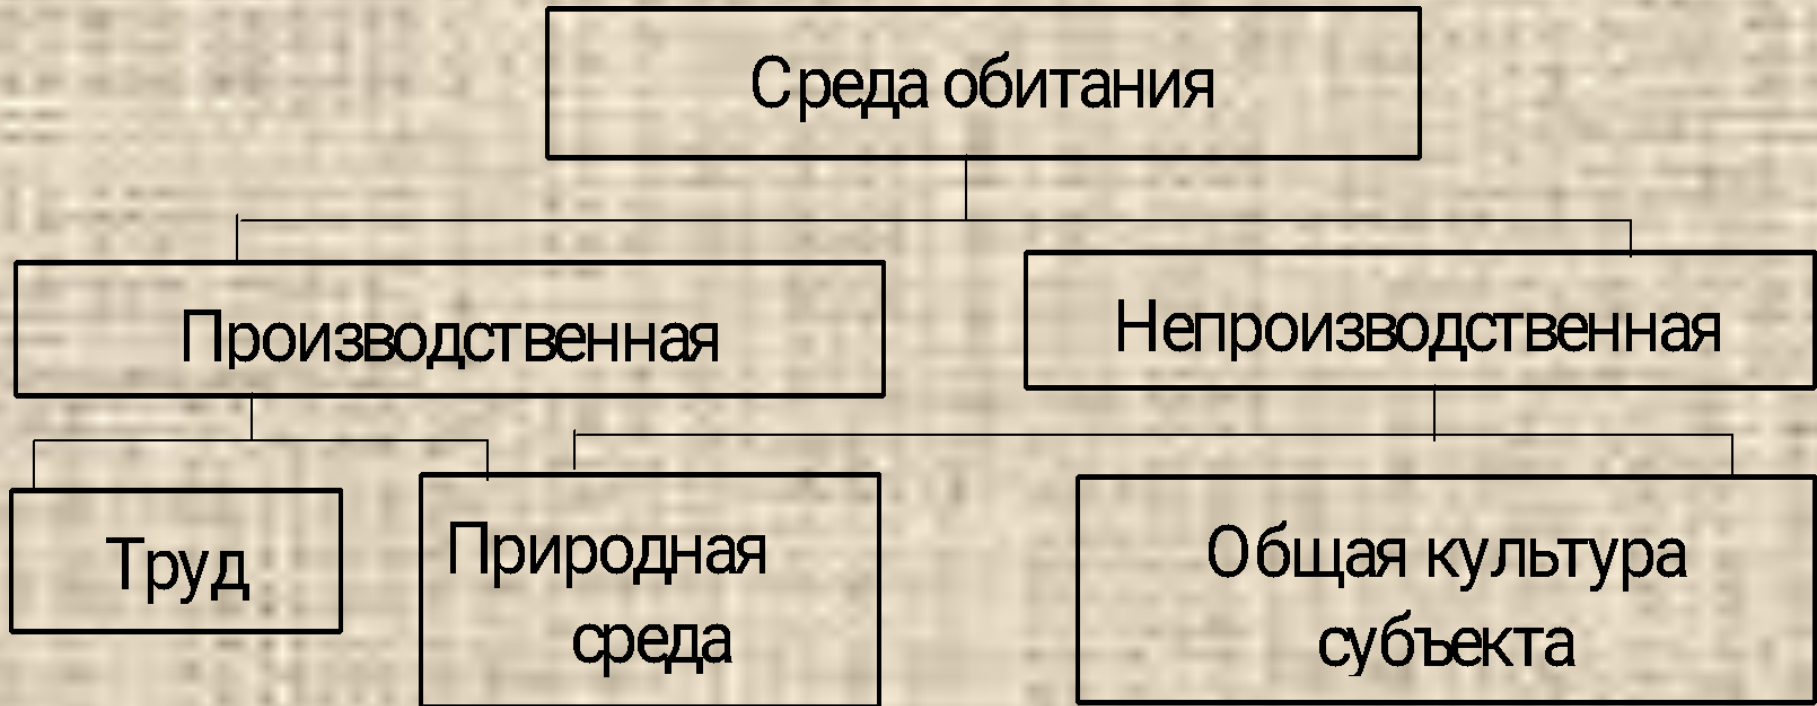 Среда обитания
Производственная
Непроизводственная
Труд
Природная
среда
Общая культура
субъекта